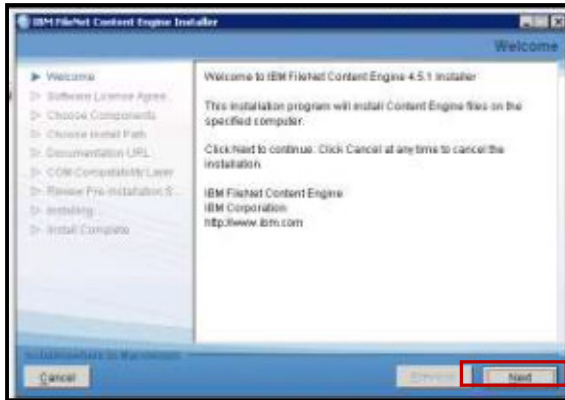 IBM FileNet Content Engine Installer
Welcome
Welcome
Software License Agree...
Choose Components
Choose Install Path
Documentation URL
COM Compatability Layer
Review Pre-Installation S...
Installing...
Install Complete
Welcome to IBM FileNet Content Engine 4.5.1 Installer
This installation program will install Content Engine files on the
specified computer.
Click Next to continue. Click Cancel at any time to cancel the
installation.
IBM FileNet Content Engine
IBM Corporation
http://www.ibm.com
Cancel
Previous
Next